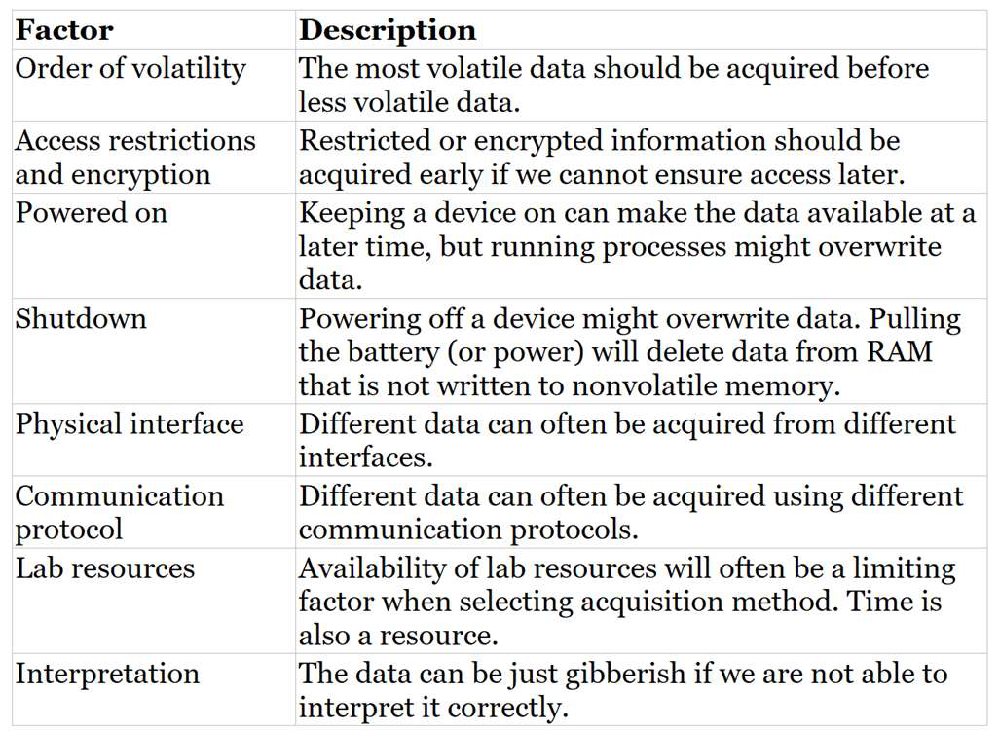 Factor
Description
Order of volatility
The most volatile data should be acquired before
less volatile data.
Access restrictions
and encryption
Restricted or encrypted information should be
acquired early if we cannot ensure access later.
Powered on
Keeping a device on can make the data available at a
later time, but running processes might overwrite
data.
Shutdown
Powering off a device might overwrite data. Pulling
the battery (or power) will delete data from RAM
that is not written to nonvolatile memory.
Physical interface
Different data can often be acquired from different
interfaces.
Communication
protocol
Different data can often be acquired using different
communication protocols.
Lab resources
Availability of lab resources will often be a limiting
factor when selecting acquisition method. Time is
also a resource.
Interpretation
The data can be just gibberish if we are not able to
interpret it correctly.